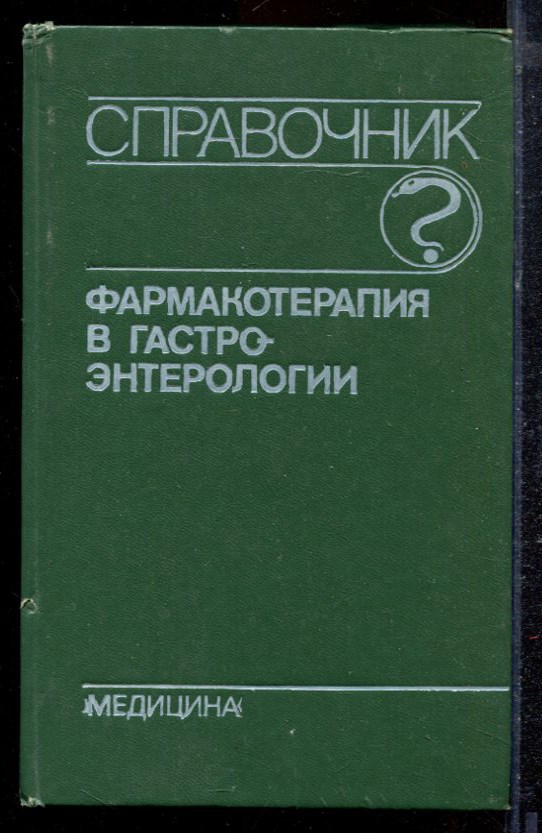 СПРАВОЧНИК
ФАРМАКОТЕРАПИЯ
В ГАСТРО-
ЭНТЕРОЛОГИИ
«МЕДИЦИНА»